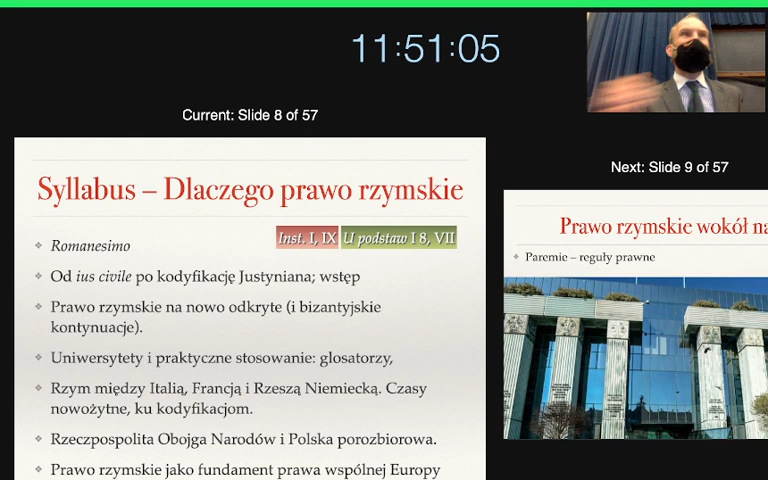 11:51:05
Current: Slide 8 of 57
Syllabus – Dlaczego prawo rzymskie
Inst. I, IX U podstaw I 8, VII
Romanesimo
Od ius civile po kodyfikację Justyniana; wstęp
Prawo rzymskie na nowo odkryte (i bizantyjskie
kontynuacje).
Uniwersytety i praktyczne stosowanie: glosatorzy,
Rzym między Italią, Francją i Rzeszą Niemiecką. Czasy
nowożytne, ku kodyfikacjom.
Rzeczpospolita Obojga Narodów i Polska porozbiorowa.
Prawo rzymskie jako fundament prawa wspólnej Europy
Next: Slide 9 of 57
Prawo rzymskie wokół na
Paremie – reguły prawne